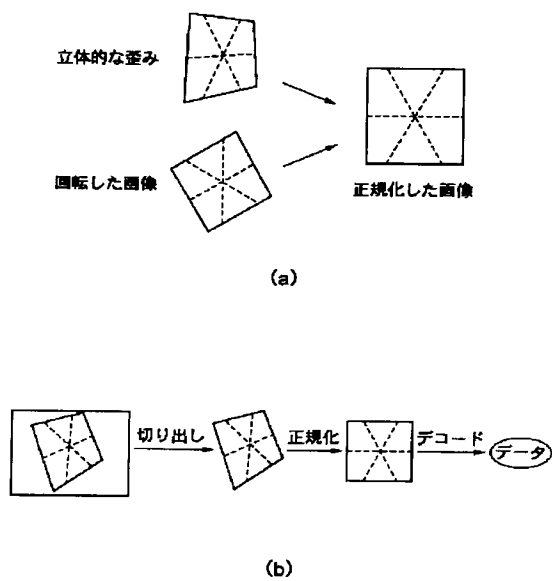 立体的な歪み
回転した画像
正規化した画像
(a)
切り出し
正規化
デコード
データ
(b)